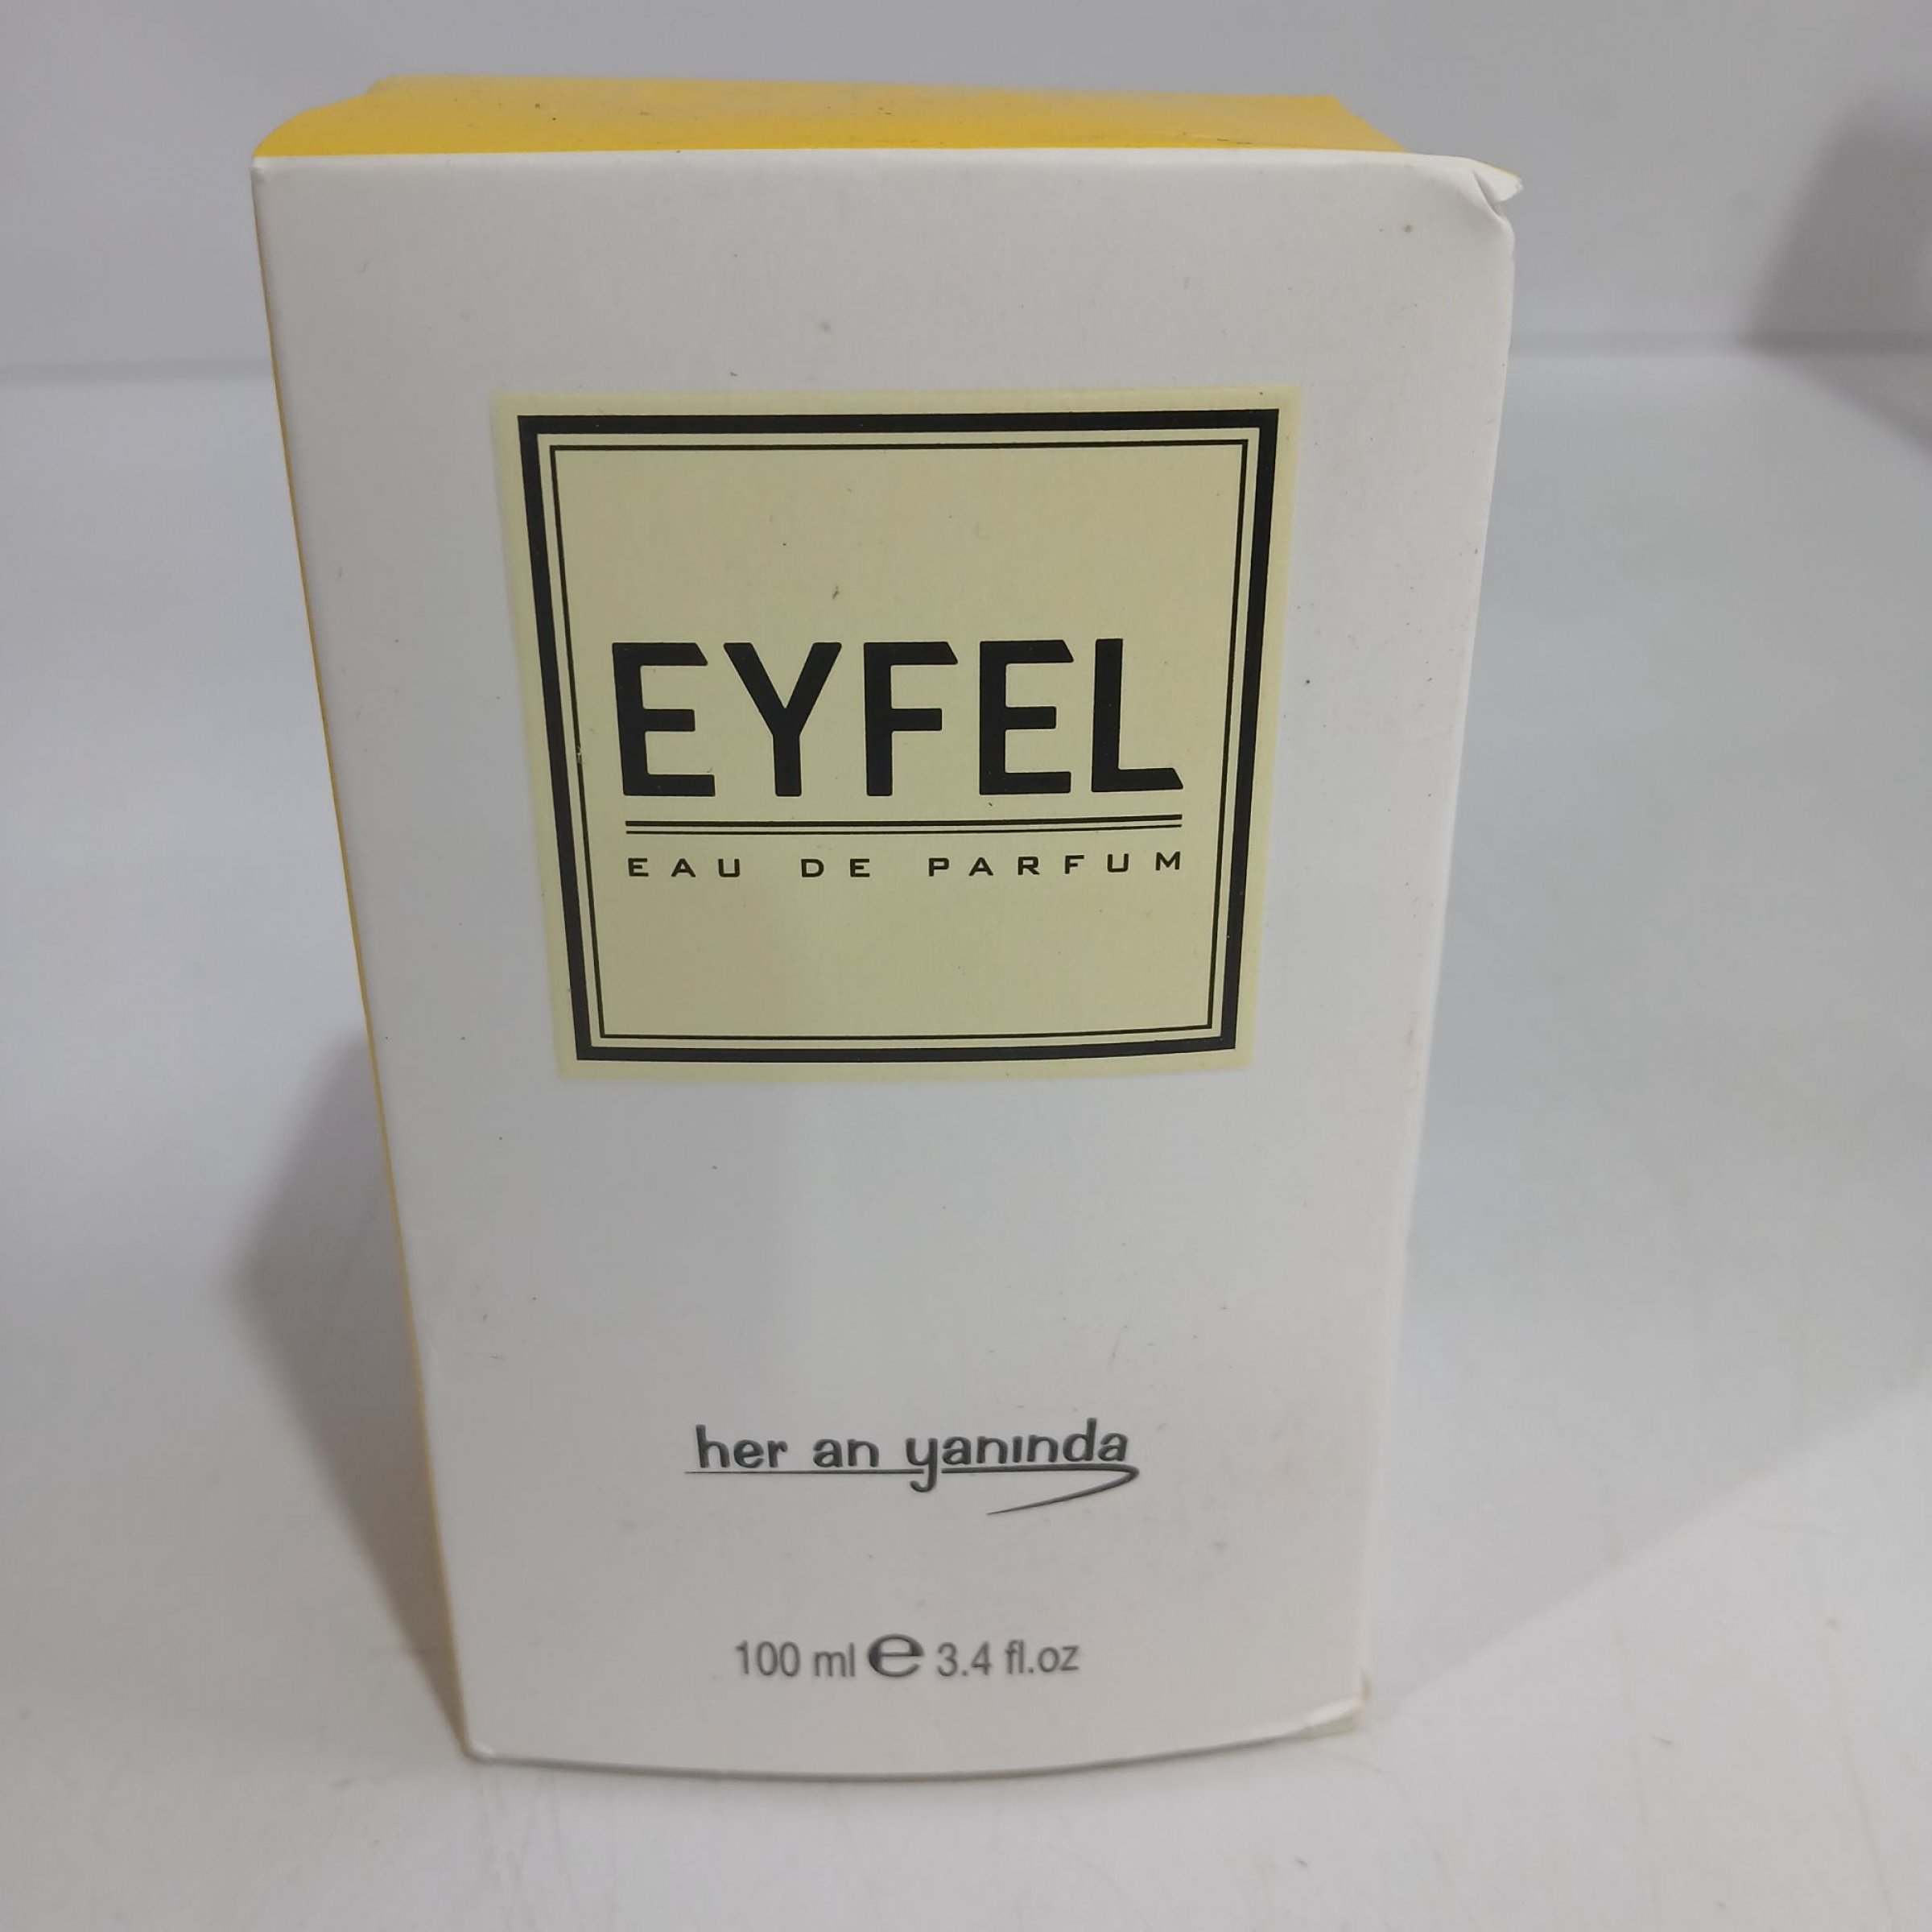 EYFEL
EAU DE PARFUM
her an yanında
100 ml e 3.4 fl.oz